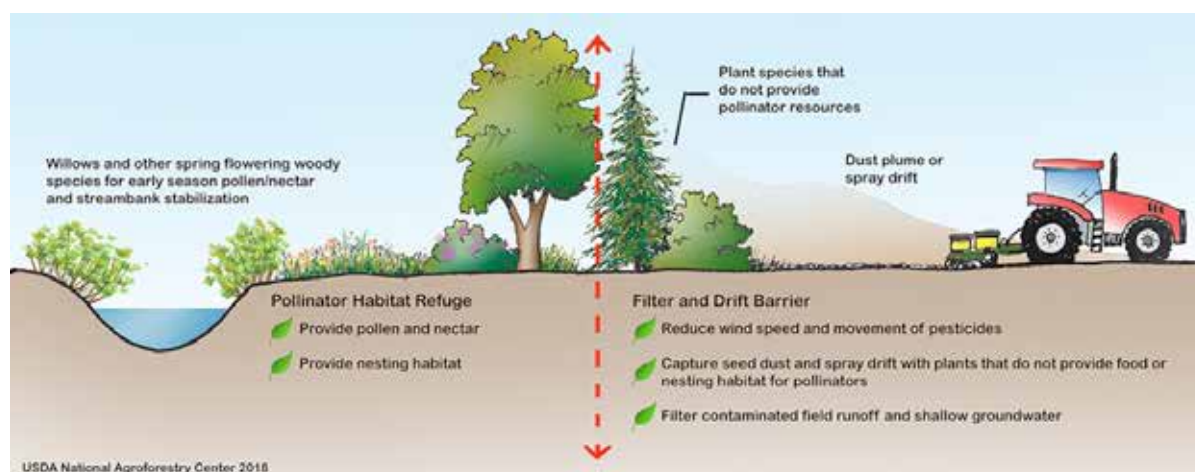 Plant species that
do not provide
pollinator resources
Willows and other spring flowering woody
species for early season pollen/nectar
and streambank stabilization
Dust plume or
spray drift
Pollinator Habitat Refuge
Provide pollen and nectar
Provide nesting habitat
Filter and Drift Barrier
Reduce wind speed and movement of pesticides
Capture seed dust and spray drift with plants that do not provide food or
nesting habitat for pollinators
Filter contaminated field runoff and shallow groundwater
USDA National Agroforestry Center 2016